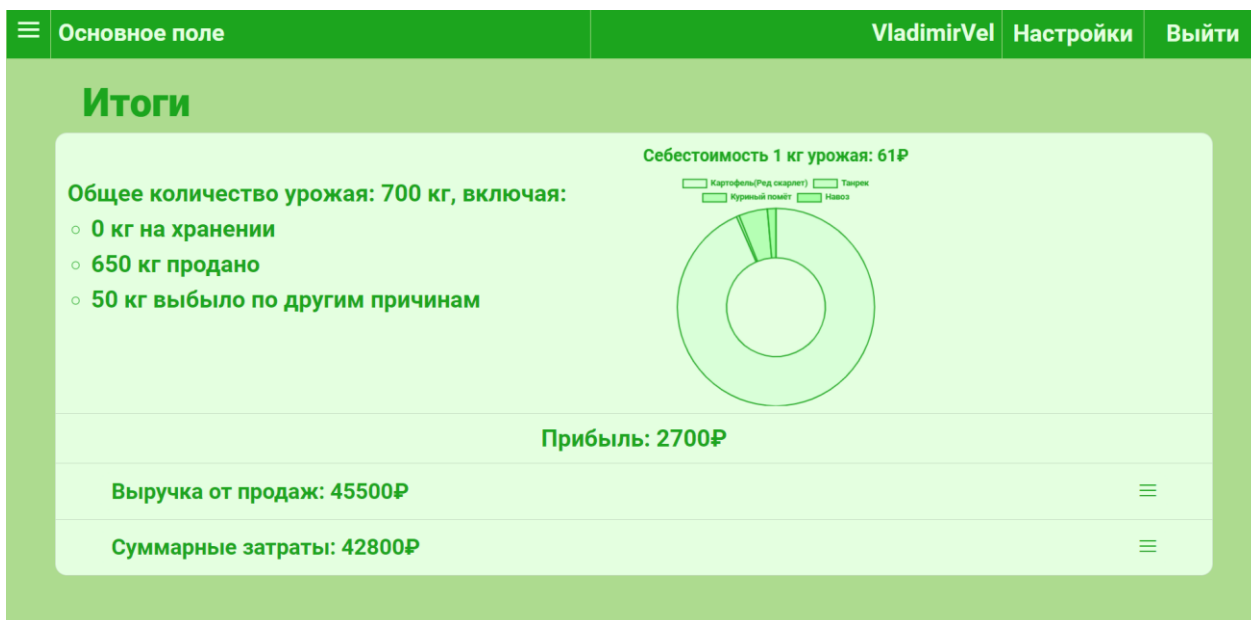 Основное поле
VladimirVel
Настройки
Выйти
Итоги
Общее количество урожая: 700 кг, включая:
0 кг на хранении
650 кг продано
50 кг выбыло по другим причинам
Себестоимость 1 кг урожая: 61₽
Картофель(Ред скарлет) Танрек
Куриный помёт Навоз
Прибыль: 2700₽
Выручка от продаж: 45500₽
Суммарные затраты: 42800₽